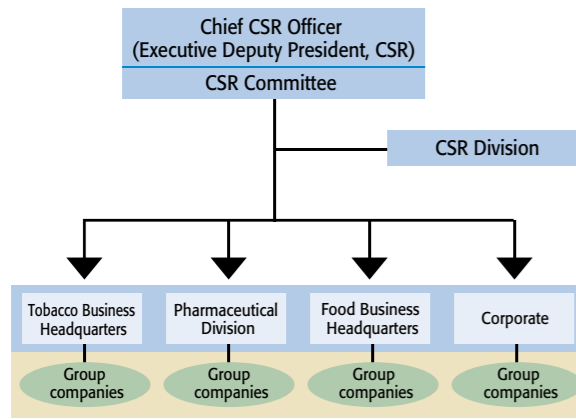 Chief CSR Officer
(Executive Deputy President, CSR)
CSR Committee
CSR Division
Tobacco Business
Headquarters
Pharmaceutical
Division
Food Business
Headquarters
Corporate
Group
companies
Group
companies
Group
companies
Group
companies